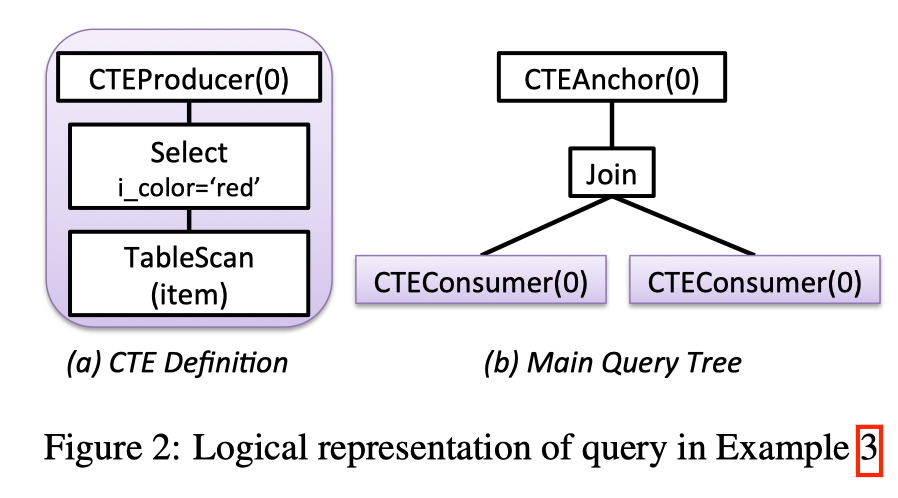 CTEProducer(0)
Select
i_color=‘red’
TableScan
(item)
(a) CTE Definition
CTEAnchor(0)
Join
CTEConsumer(0)
CTEConsumer(0)
(b) Main Query Tree
Figure 2: Logical representation of query in Example 3